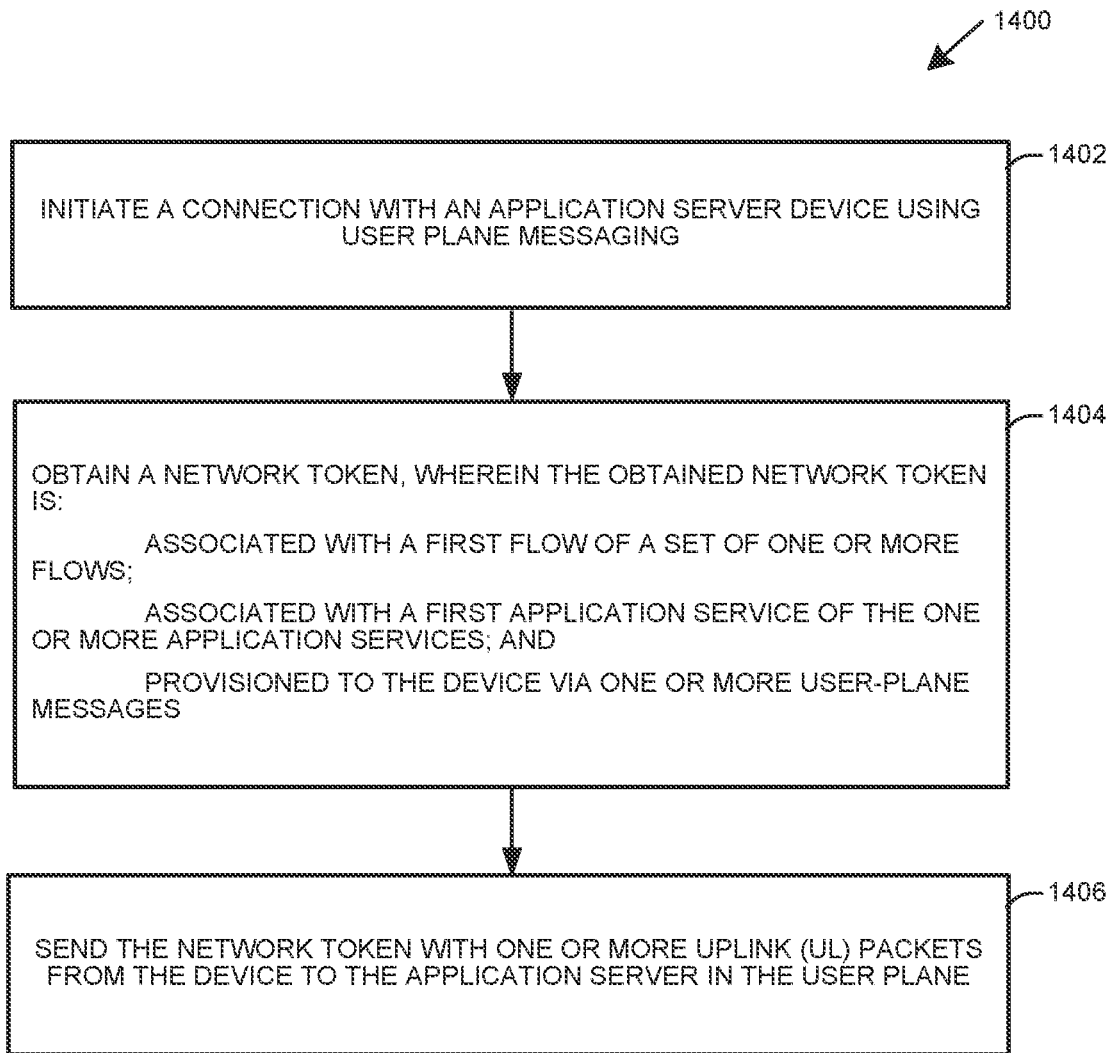 1400
1402
INITIATE A CONNECTION WITH AN APPLICATION SERVER DEVICE USING
USER PLANE MESSAGING
1404
OBTAIN A NETWORK TOKEN, WHEREIN THE OBTAINED NETWORK TOKEN
IS:
ASSOCIATED WITH A FIRST FLOW OF A SET OF ONE OR MORE
FLOWS;
ASSOCIATED WITH A FIRST APPLICATION SERVICE OF THE ONE
OR MORE APPLICATION SERVICES; AND
PROVISIONED TO THE DEVICE VIA ONE OR MORE USER-PLANE
MESSAGES
1406
SEND THE NETWORK TOKEN WITH ONE OR MORE UPLINK (UL) PACKETS
FROM THE DEVICE TO THE APPLICATION SERVER IN THE USER PLANE